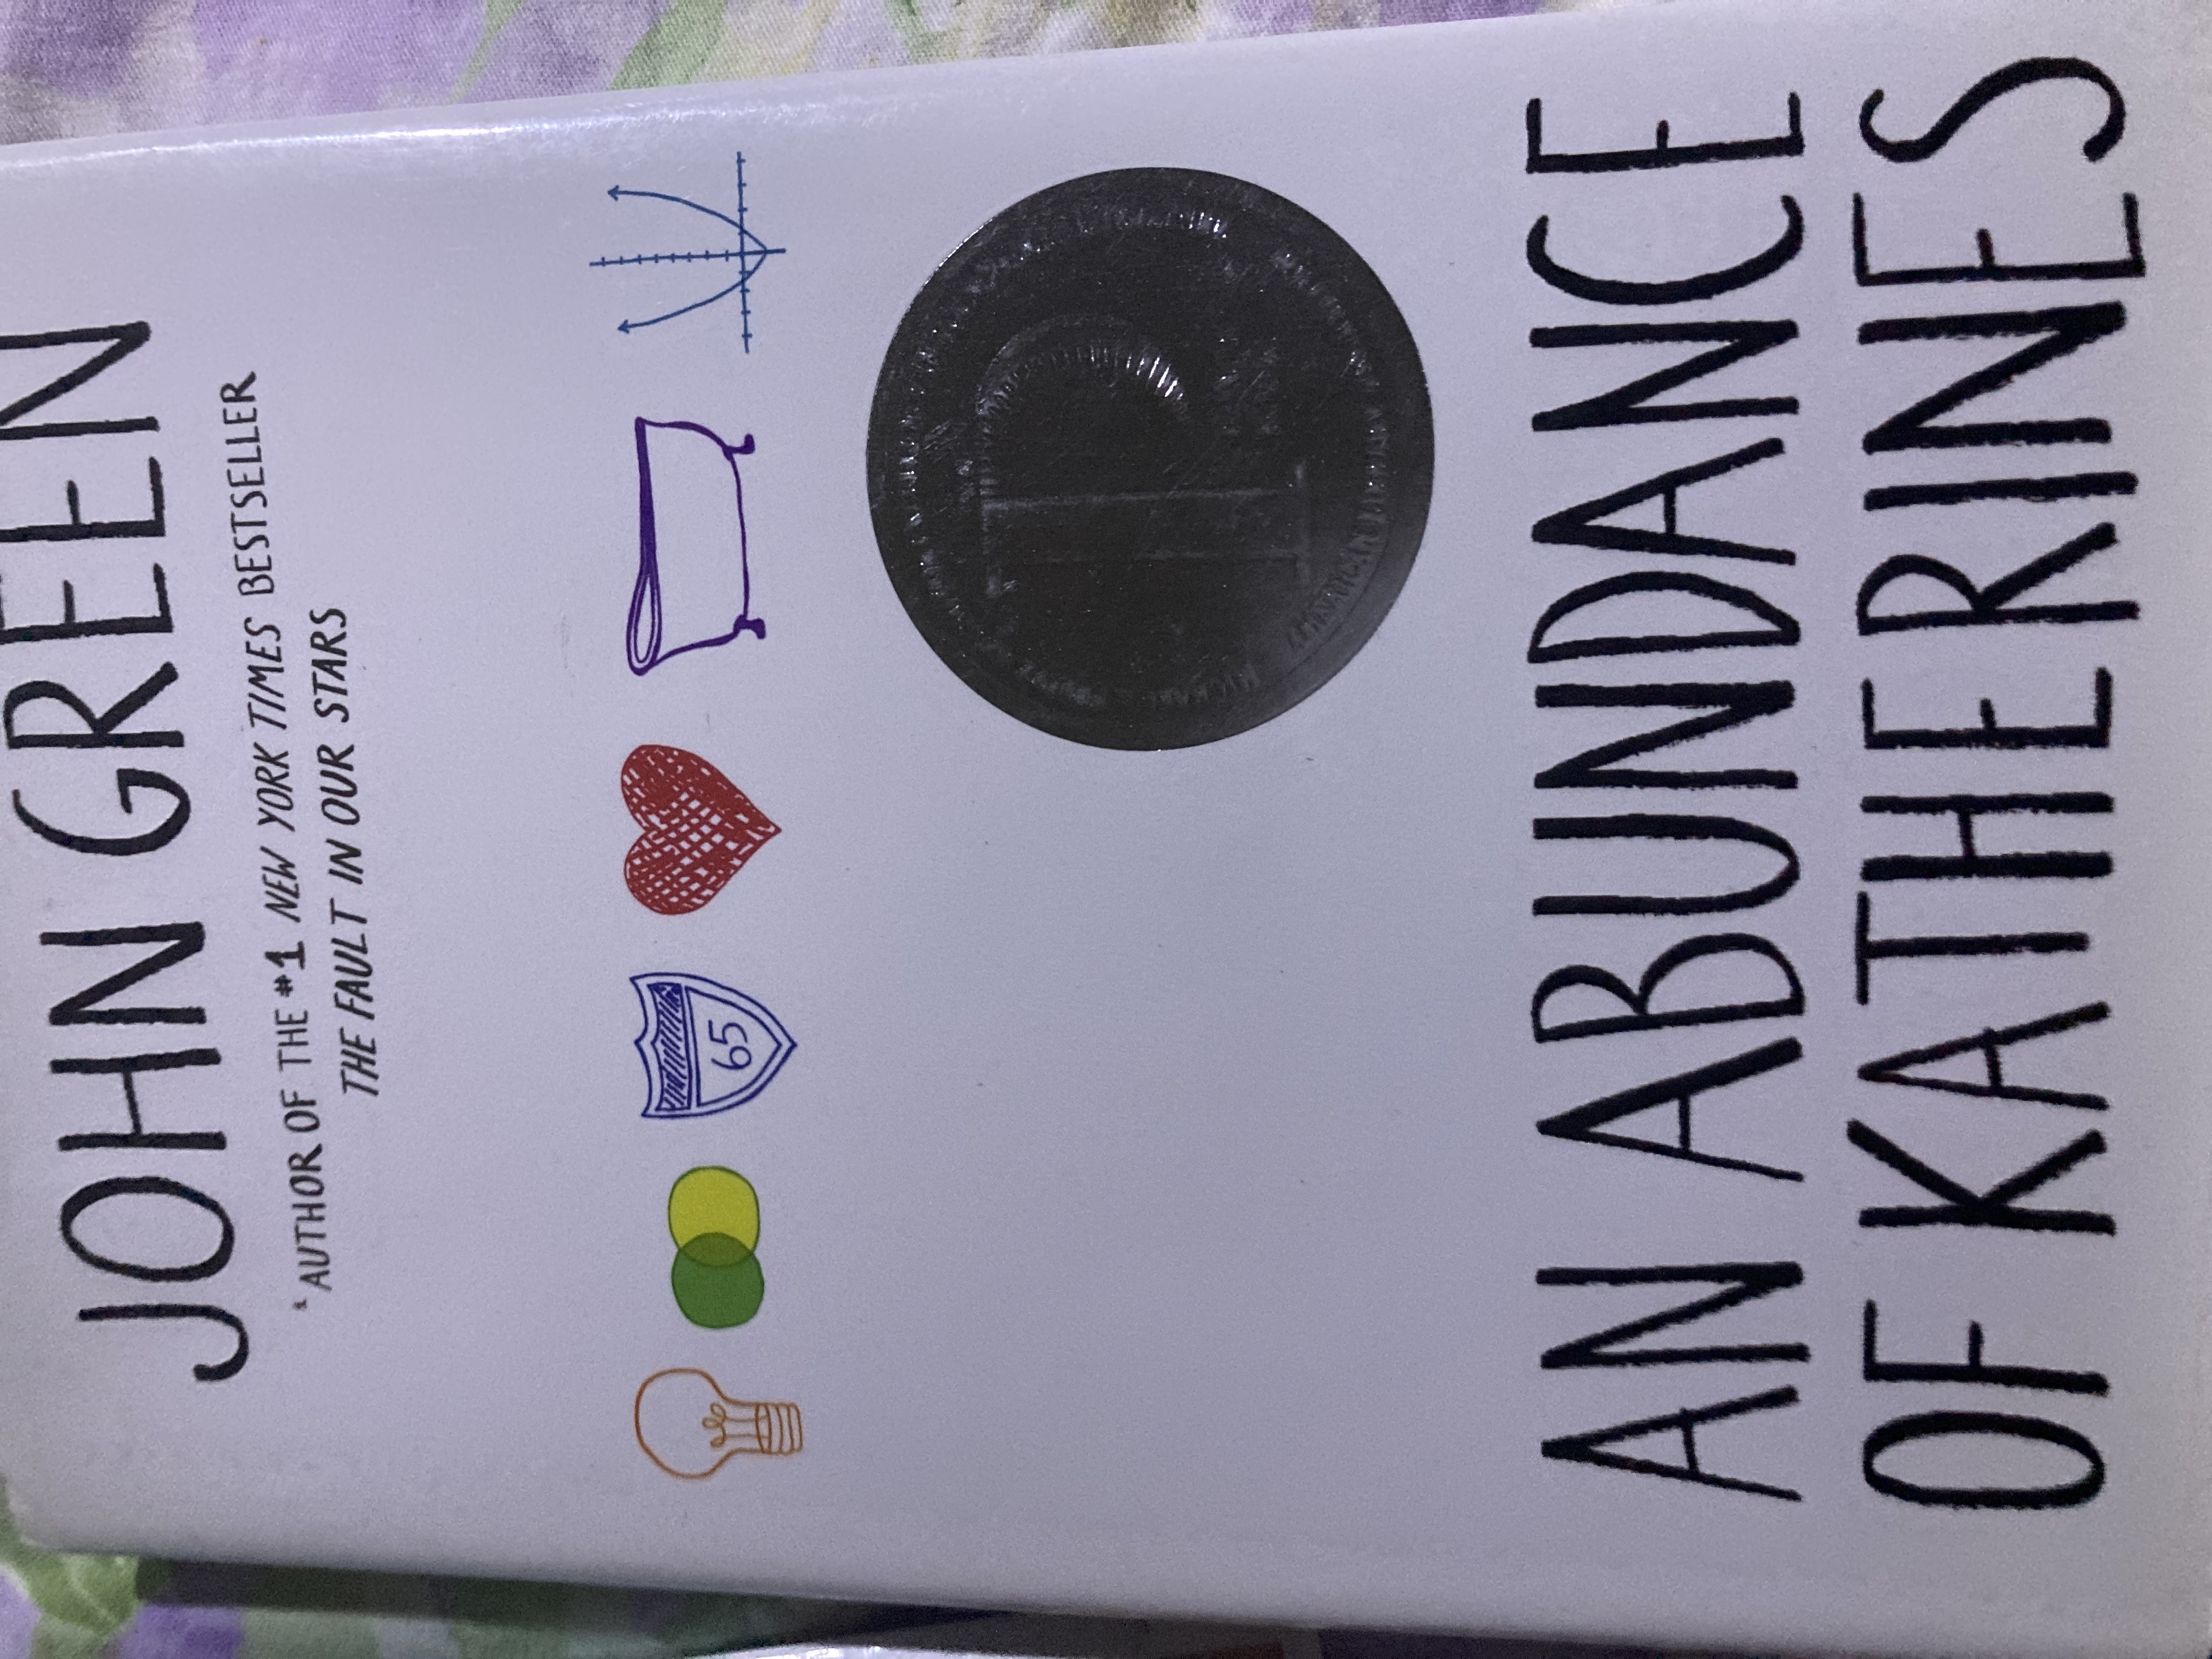 JOHN GREEN
AUTHOR OF THE #1 NEW YORK TIMES BESTSELLER
THE FAULT IN OUR STARS
65
AN ABUNDANCE
OF KATHERINES